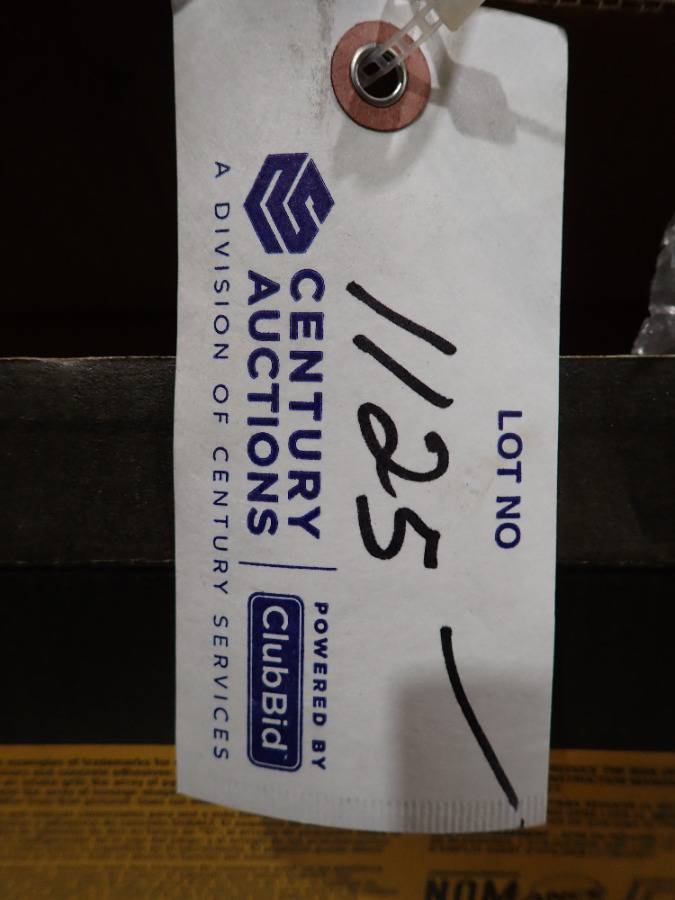 LOT NO
1125
CENTURY
AUCTIONS
POWERED BY
ClubBid
A DIVISION OF CENTURY SERVICES
NOM